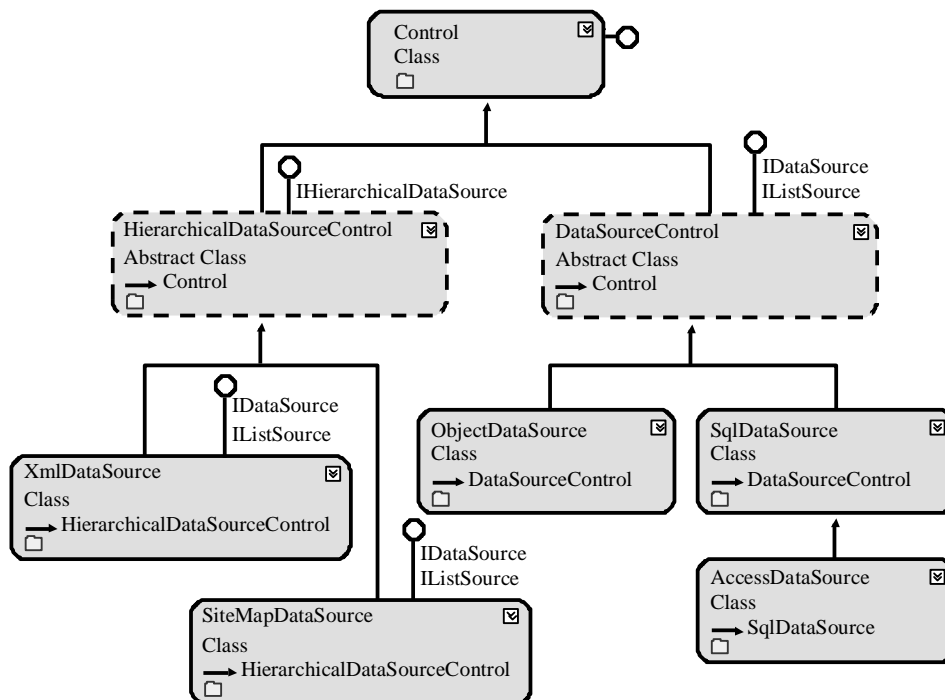 Control
Class
IHierarchicalDataSource
IDataSource
IListSource
HierarchicalDataSourceControl
Abstract Class
Control
DataSourceControl
Abstract Class
Control
IDataSource
IListSource
XmlDataSource
Class
HierarchicalDataSourceControl
ObjectDataSource
Class
DataSourceControl
SqlDataSource
Class
DataSourceControl
IDataSource
IListSource
SiteMapDataSource
Class
HierarchicalDataSourceControl
AccessDataSource
Class
SqlDataSource